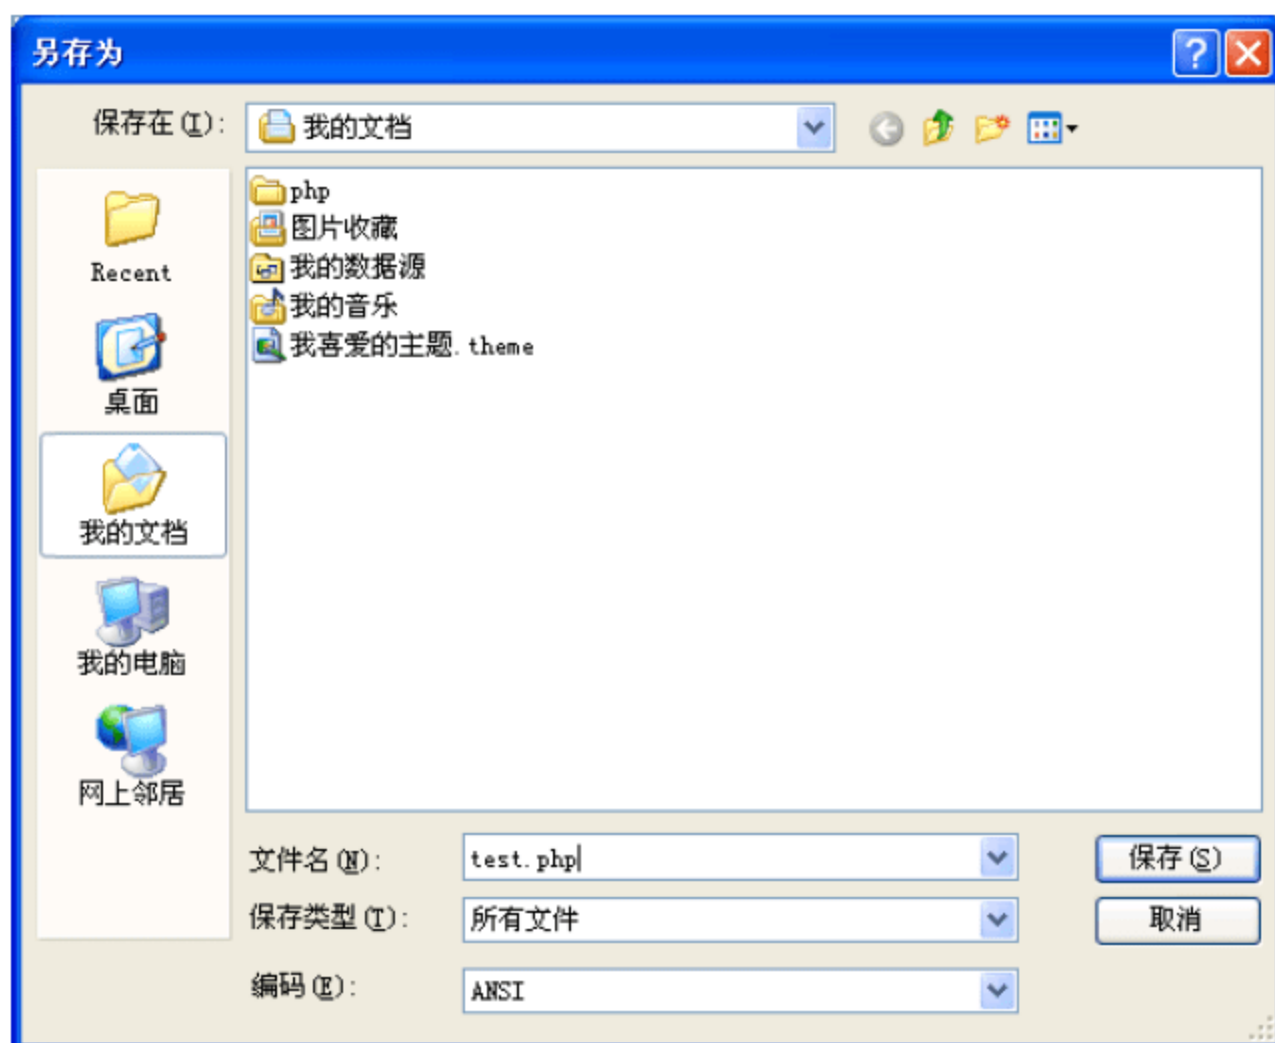 另存为
保存在(I):
我的文档
php
图片收藏
我的数据源
我的音乐
我喜爱的主题.theme
Recent
桌面
我的文档
我的电脑
网上邻居
文件名(N):
test.php
保存(S)
保存类型(T):
所有文件
取消
编码(E):
ANSI